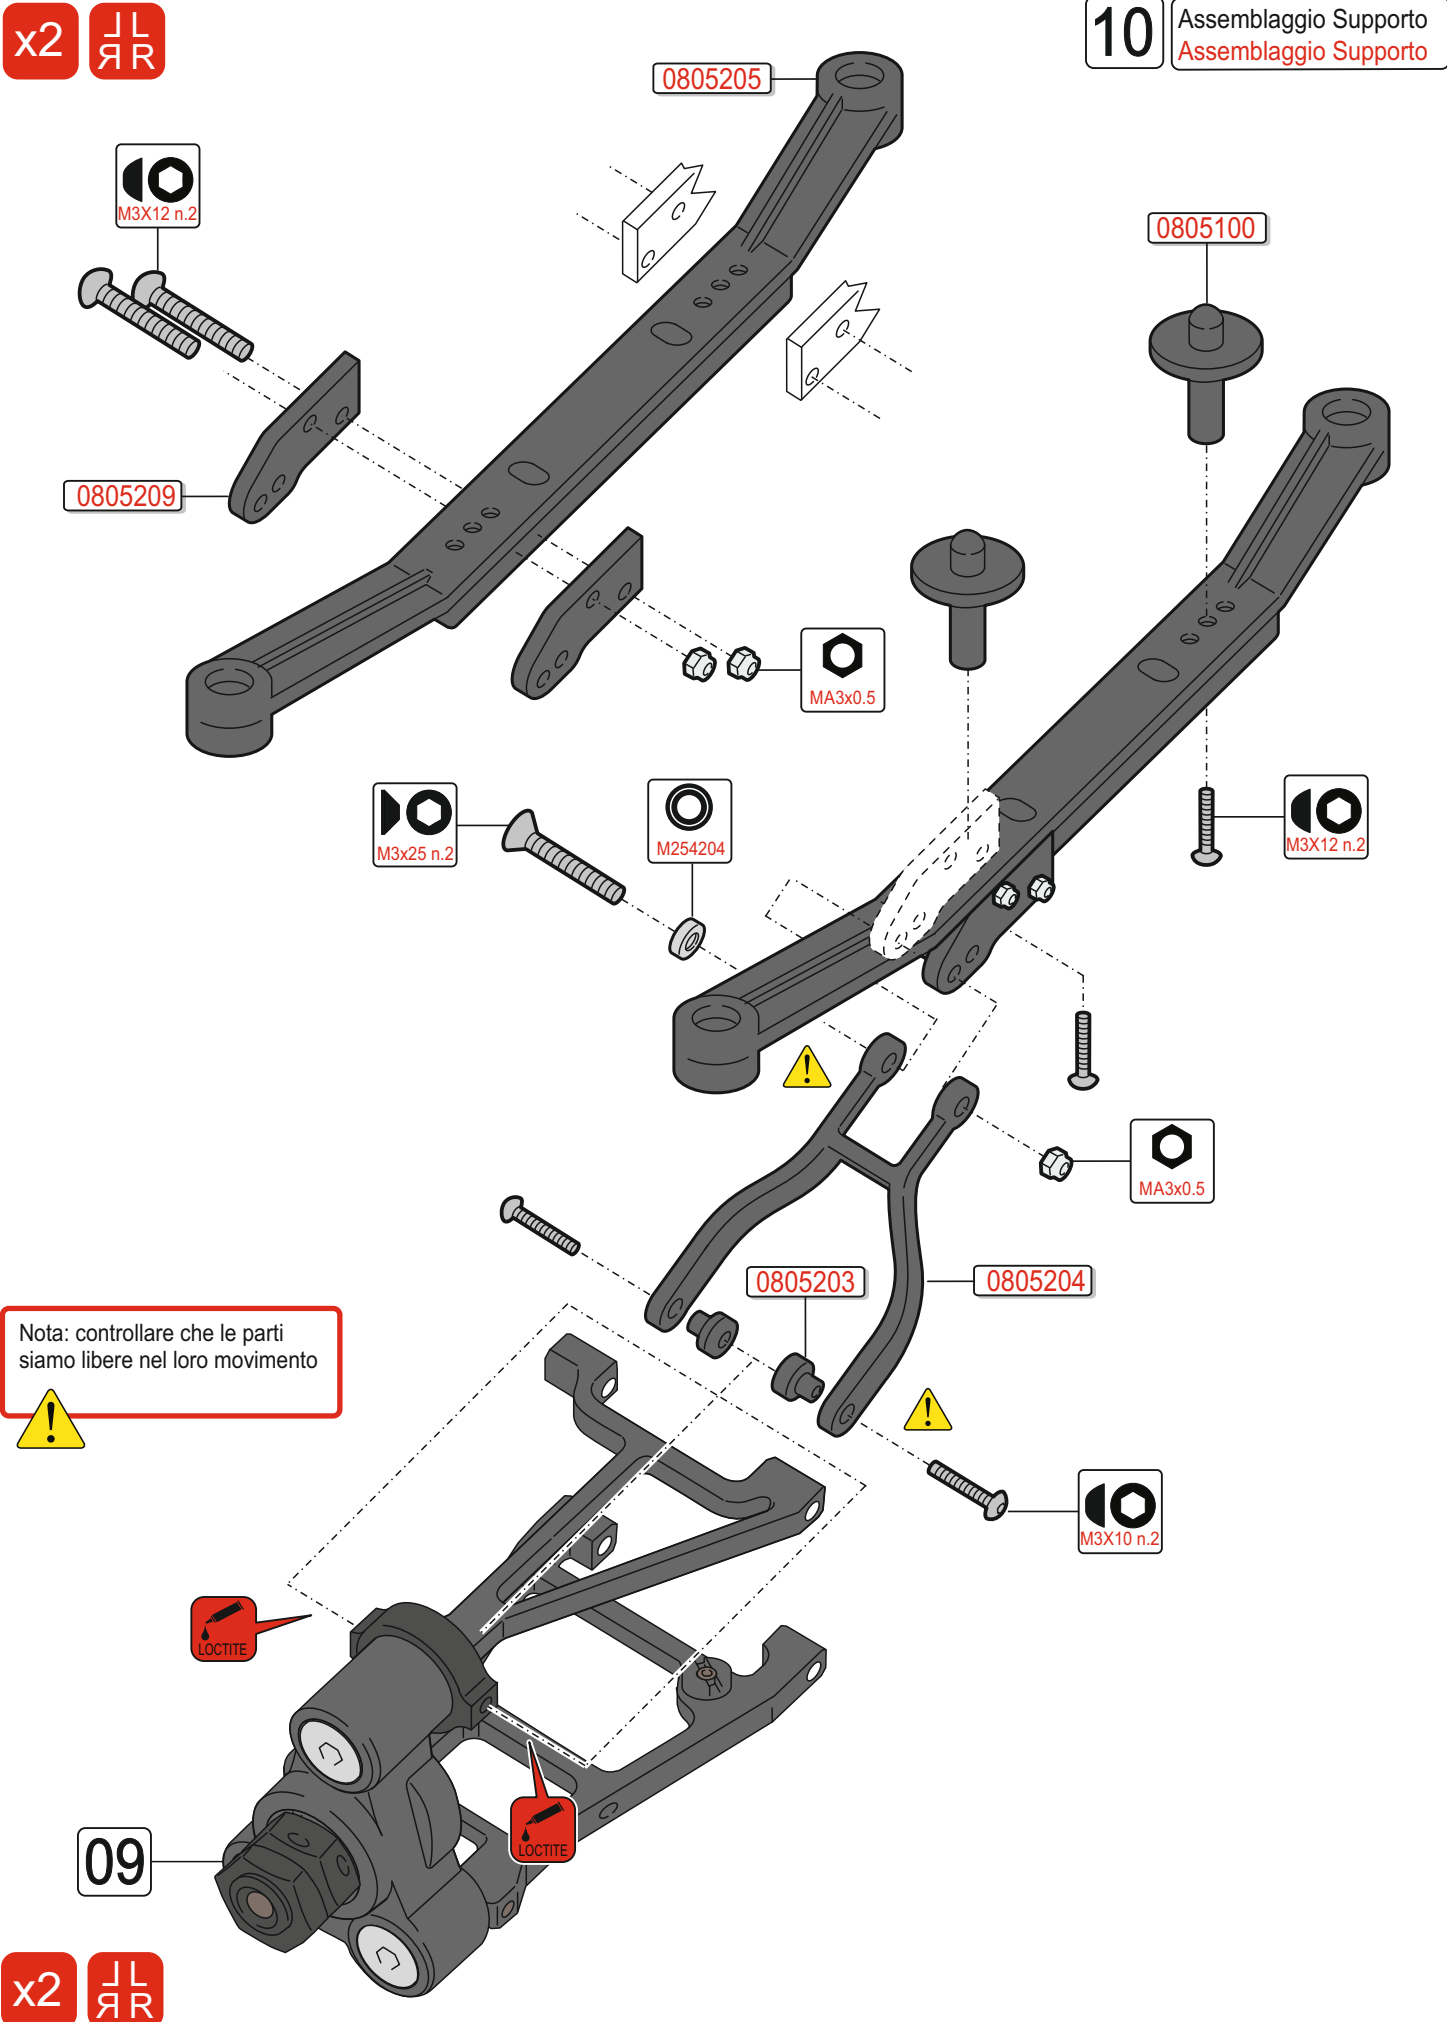 x2
L L
R R
10
Assemblaggio Supporto
Assemblaggio Supporto
0805205
M3X12 n.2
0805100
0805209
MA3x0.5
M3x25 n.2
M254204
M3X12 n.2
MA3x0.5
0805203
0805204
Nota: controllare che le parti
siamo libere nel loro movimento
!
!
!
M3X10 n.2
LOCTITE
LOCTITE
09
x2
L L
R R